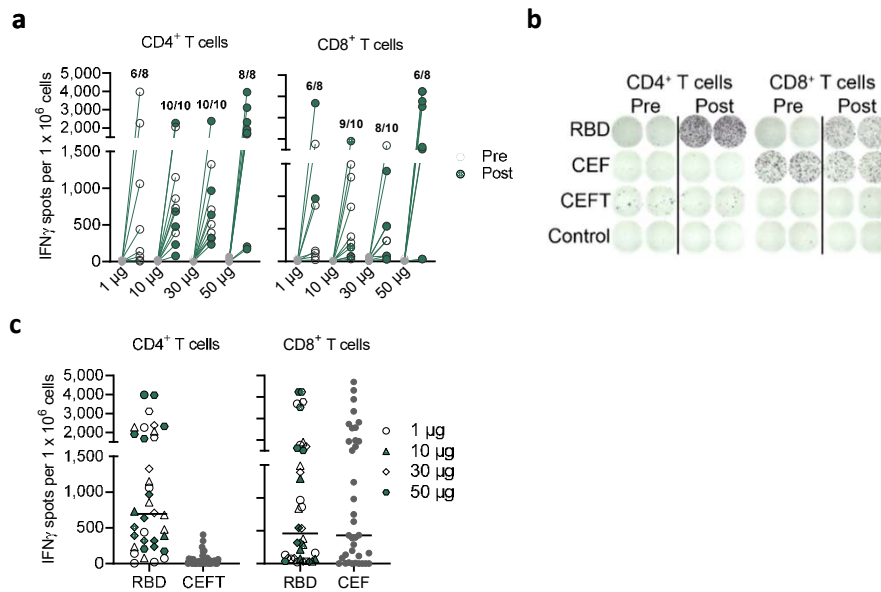 a
CD4⁺ T cells
CD8⁺ T cells
IFNγ spots per 1 x 10⁶ cells
5,000
4,000
3,000
2,000
1,500
1,000
500
0
6/8
10/10
10/10
8/8
6/8
9/10
8/10
6/8
1 µg
10 µg
30 µg
50 µg
1 µg
10 µg
30 µg
50 µg
Pre
Post
b
CD4⁺ T cells CD8⁺ T cells
Pre Post Pre Post
RBD
CEF
CEFT
Control
c
CD4⁺ T cells
CD8⁺ T cells
IFNγ spots per 1 x 10⁶ cells
5,000
4,000
3,000
2,000
1,500
1,000
500
0
RBD CEFT
RBD CEF
1 µg
10 µg
30 µg
50 µg